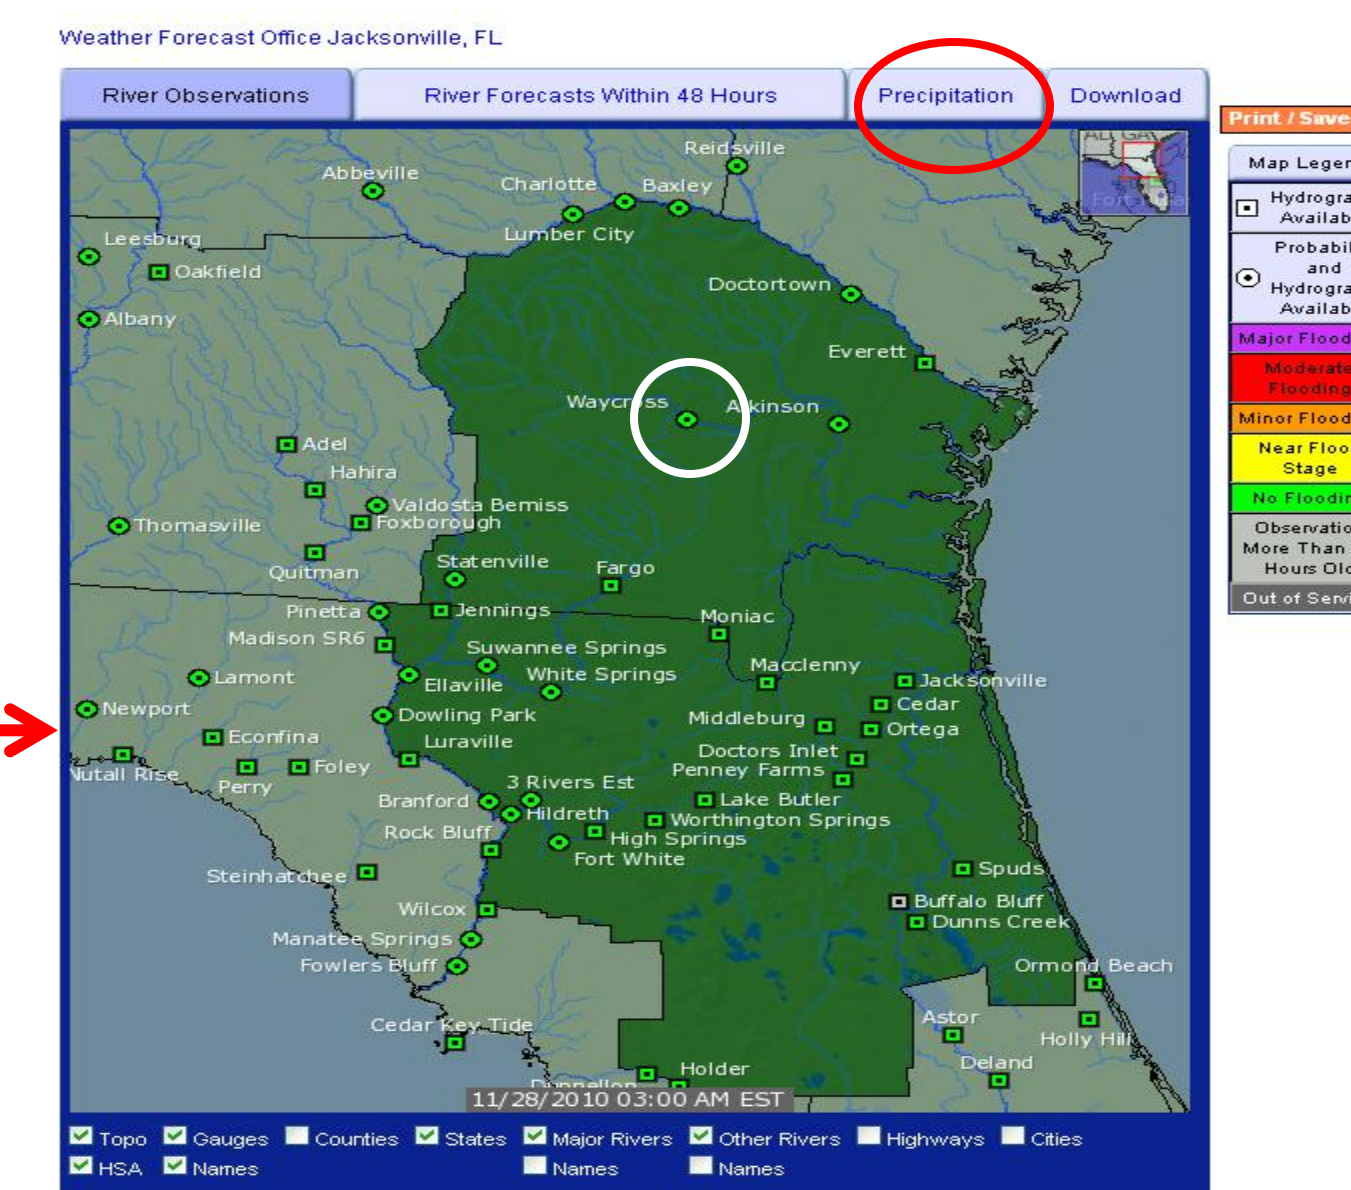 Weather Forecast Office Jacksonville, FL
River Observations
River Forecasts Within 48 Hours
Precipitation
Download
Print / Save
Map Leger
Hydrogra
Availab
Probabil
and
Hydrogra
Availab
Major Flood
Moderate
Flooding
Minor Flood
Near Floo
Stage
No Floodin
Observatio
More Than
Hours Old
Out of Servi
Reidsville
Abbeville
Charlotte
Baxley
Leesburg
Lumber City
Oakfield
Doctortown
Albany
Everett
Waycross
Atkinson
Adel
Hahira
Valdosta Bemiss
Thomasville
Foxborough
Statenville
Fargo
Quitman
Pinetta
Jennings
Moniac
Madison SR6
Suwannee Springs
Macclenny
Lamont
Ellaville
White Springs
Jacksonville
Newport
Dowling Park
Cedar
Middleburg
Ortega
Econfina
Luraville
Doctors Inlet
Nutall Rise
Foley
Penney Farms
Perry
3 Rivers Est
Branford
Lake Butler
Hildreth
Worthington Springs
Rock Bluff
High Springs
Fort White
Steinhatchee
Spuds
Buffalo Bluff
Wilcox
Dunns Creek
Manatee Springs
Fowlers Bluff
Ormond Beach
Cedar Key Tide
Astor
Holly Hill
Holder
Deland
Dunnellon
11/28/2010 03:00 AM EST
Topo Gauges Counties States Major Rivers Other Rivers Highways Cities
HSA Names Names Names